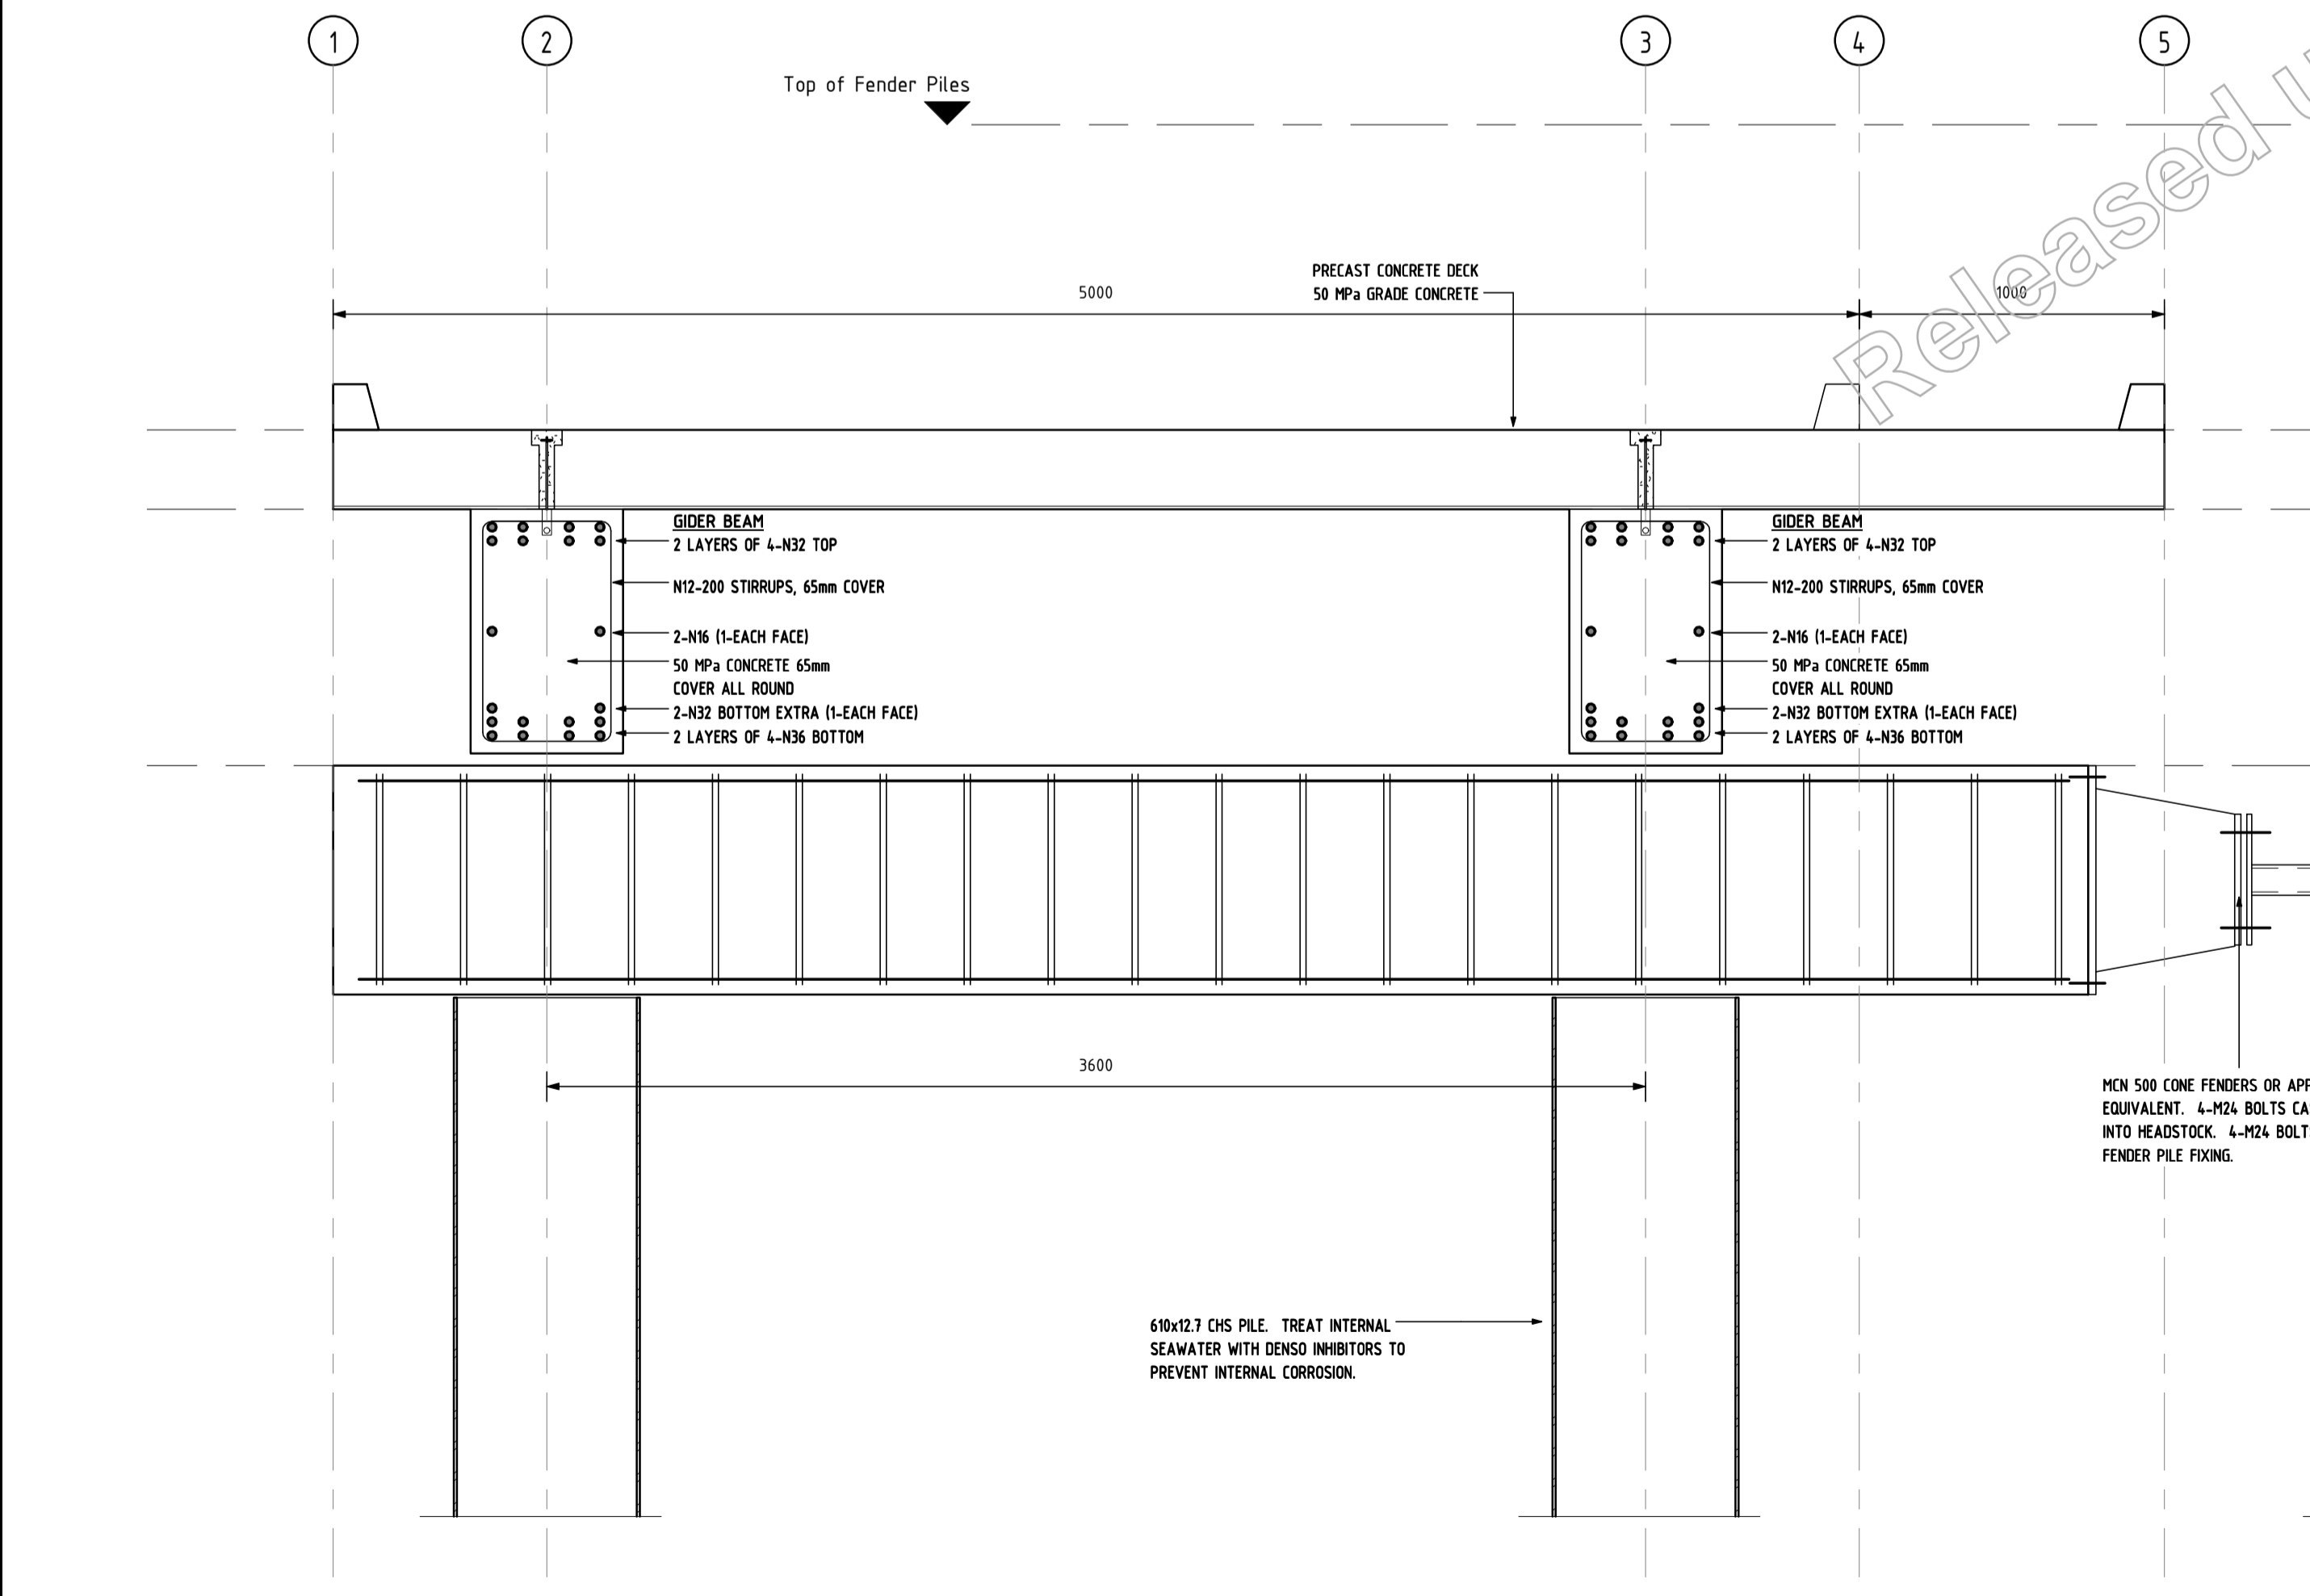 1
2
3
4
5
Top of Fender Piles
Released
PRECAST CONCRETE DECK
50 MPa GRADE CONCRETE
5000
1000
GIDER BEAM
2 LAYERS OF 4-N32 TOP
N12-200 STIRRUPS, 65mm COVER
2-N16 (1-EACH FACE)
50 MPa CONCRETE 65mm
COVER ALL ROUND
2-N32 BOTTOM EXTRA (1-EACH FACE)
2 LAYERS OF 4-N36 BOTTOM
GIDER BEAM
2 LAYERS OF 4-N32 TOP
N12-200 STIRRUPS, 65mm COVER
2-N16 (1-EACH FACE)
50 MPa CONCRETE 65mm
COVER ALL ROUND
2-N32 BOTTOM EXTRA (1-EACH FACE)
2 LAYERS OF 4-N36 BOTTOM
3600
MCN 500 CONE FENDERS OR
EQUIVALENT. 4-M24 BOLTS
INTO HEADSTOCK. 4-M24
FENDER PILE FIXING.
610x12.7 CHS PILE. TREAT INTERNAL
SEAWATER WITH DENSO INHIBITORS TO
PREVENT INTERNAL CORROSION.